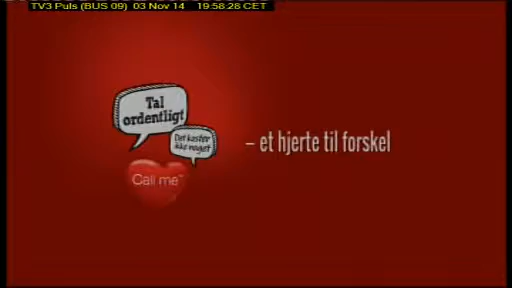 TV3 Puls (BUS 09) 03 Nov 14 19:58:28 CET
Tal
ordentligt
Det koster
ikke noget
Call me™
– et hjerte til forskel